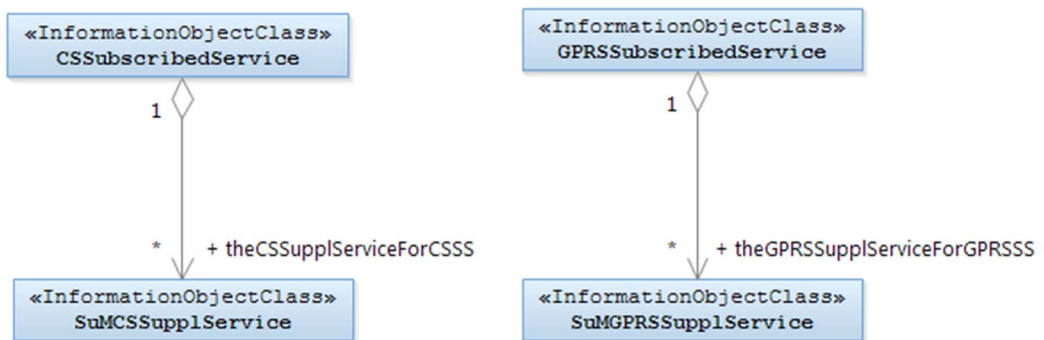 «InformationObjectClass»
CSSubscribedService
1
*
+ theCSSupplServiceForCSSS
«InformationObjectClass»
SuMCSSupplService
«InformationObjectClass»
GPRSSubscribedService
1
*
+ theGPRSSupplServiceForGPRSSS
«InformationObjectClass»
SuMGPRSSupplService